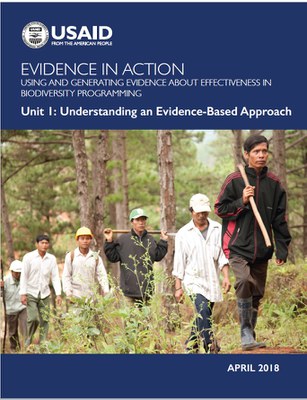 USAID
FROM THE AMERICAN PEOPLE
EVIDENCE IN ACTION
USING AND GENERATING EVIDENCE ABOUT EFFECTIVENESS IN
BIODIVERSITY PROGRAMMING
Unit 1: Understanding an Evidence-Based Approach
APRIL 2018